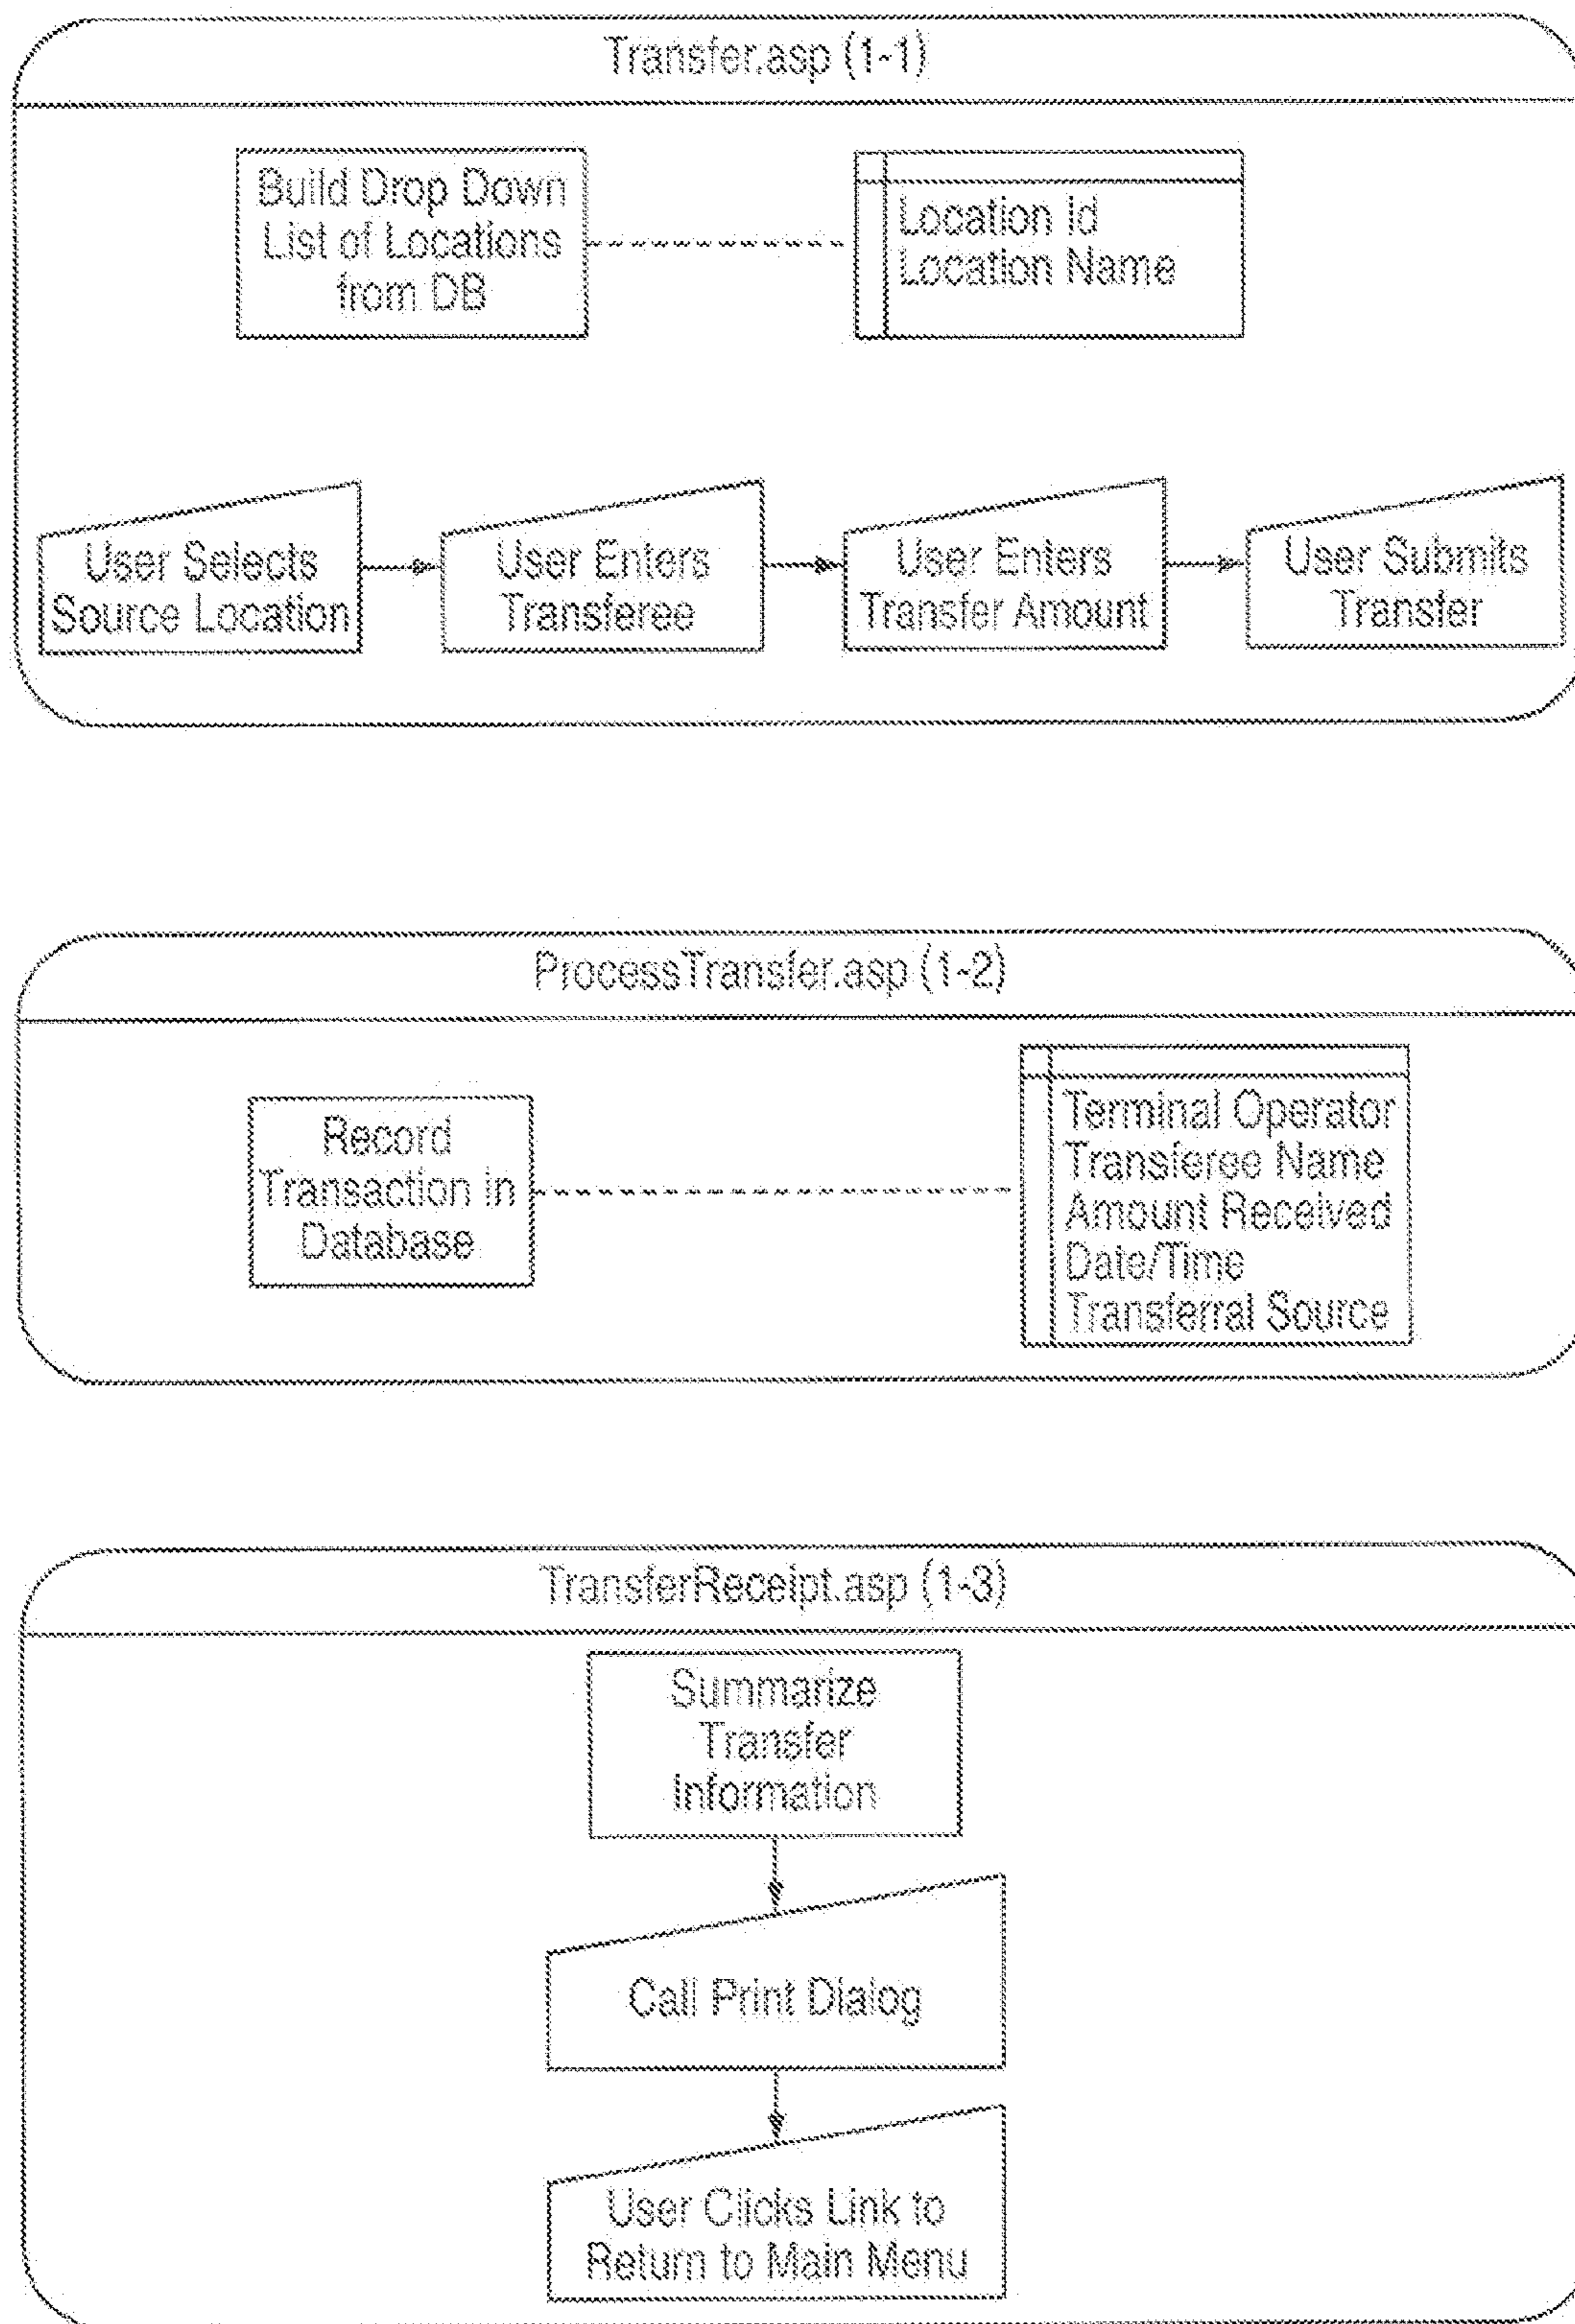 Transfer.asp (1-1)
Build Drop Down
List of Locations
from DB
Location Id
Location Name
User Selects
Source Location
User Enters
Transferee
User Enters
Transfer Amount
User Submits
Transfer
ProcessTransfer.asp (1-2)
Record
Transaction in
Database
Terminal Operator
Transferee Name
Amount Received
Date/Time
Transferral Source
TransferReceipt.asp (1-3)
Summarize
Transfer
Information
Call Print Dialog
User Clicks Link to
Return to Main Menu